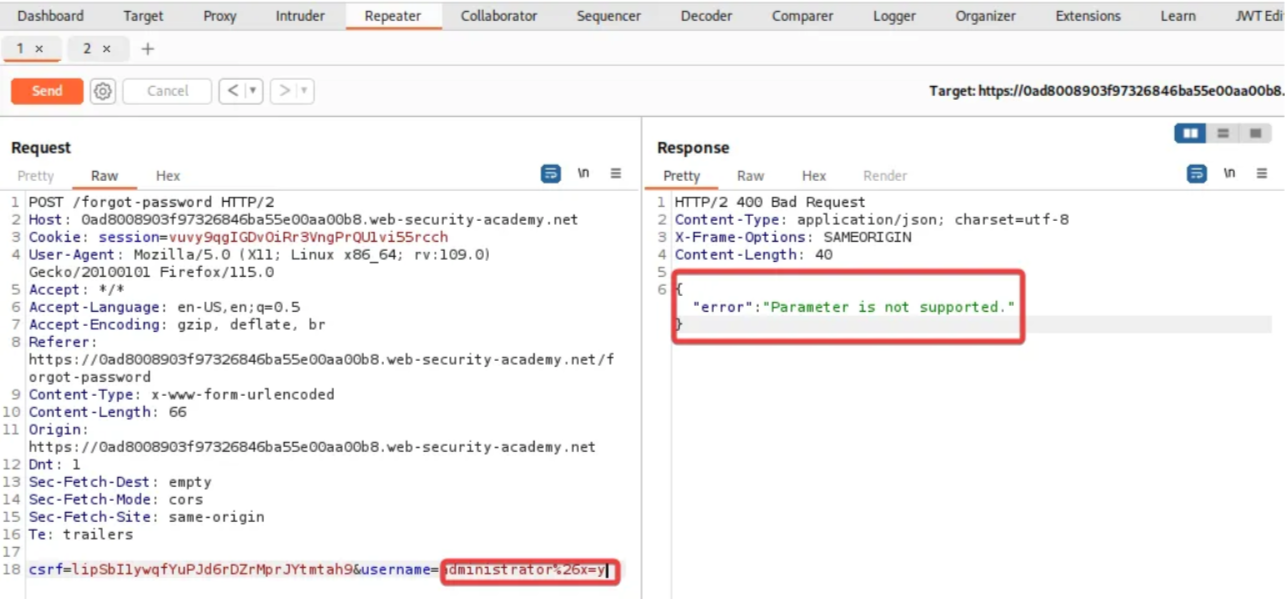 Dashboard Target Proxy Intruder Repeater Collaborator Sequencer Decoder Comparer Logger Organizer Extensions Learn JWT Edi
1 × 2 × +
Send Cancel < ▾ > ▾ Target: https://0ad8008903f97326846ba55e00aa00b8.
Request
Pretty Raw Hex \n ≡
1 POST /forgot-password HTTP/2
2 Host: 0ad8008903f97326846ba55e00aa00b8.web-security-academy.net
3 Cookie: session=vuvy9qgIGDvOiRr3VngPrQUlvi55rcch
4 User-Agent: Mozilla/5.0 (X11; Linux x86_64; rv:109.0)
Gecko/20100101 Firefox/115.0
5 Accept: */*
6 Accept-Language: en-US,en;q=0.5
7 Accept-Encoding: gzip, deflate, br
8 Referer:
https://0ad8008903f97326846ba55e00aa00b8.web-security-academy.net/f
orgot-password
9 Content-Type: x-www-form-urlencoded
10 Content-Length: 66
11 Origin:
https://0ad8008903f97326846ba55e00aa00b8.web-security-academy.net
12 Dnt: 1
13 Sec-Fetch-Dest: empty
14 Sec-Fetch-Mode: cors
15 Sec-Fetch-Site: same-origin
16 Te: trailers
17
18 csrf=lipSbI1ywqfYuPJd6rDZrMprJYtmtah9&username=administrator%26x=y
Response
Pretty Raw Hex Render \n ≡
1 HTTP/2 400 Bad Request
2 Content-Type: application/json; charset=utf-8
3 X-Frame-Options: SAMEORIGIN
4 Content-Length: 40
5
6 {
"error":"Parameter is not supported."
}